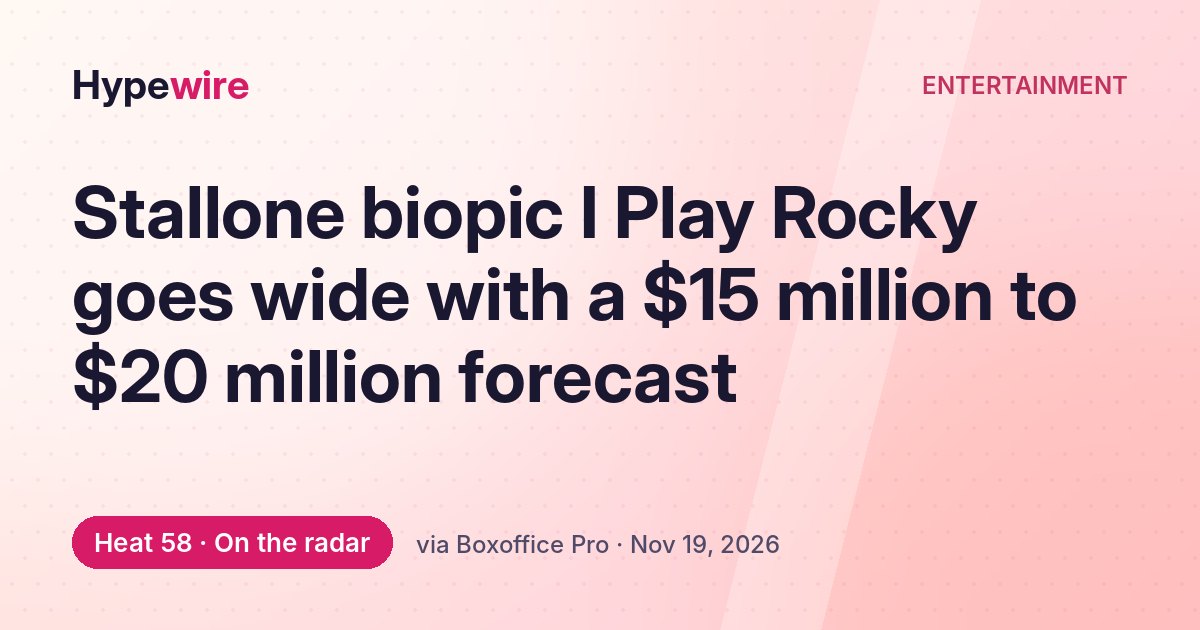 Hypewire
ENTERTAINMENT
Stallone biopic I Play Rocky
goes wide with a $15 million to
$20 million forecast
Heat 58 · On the radar
via Boxoffice Pro · Nov 19, 2026